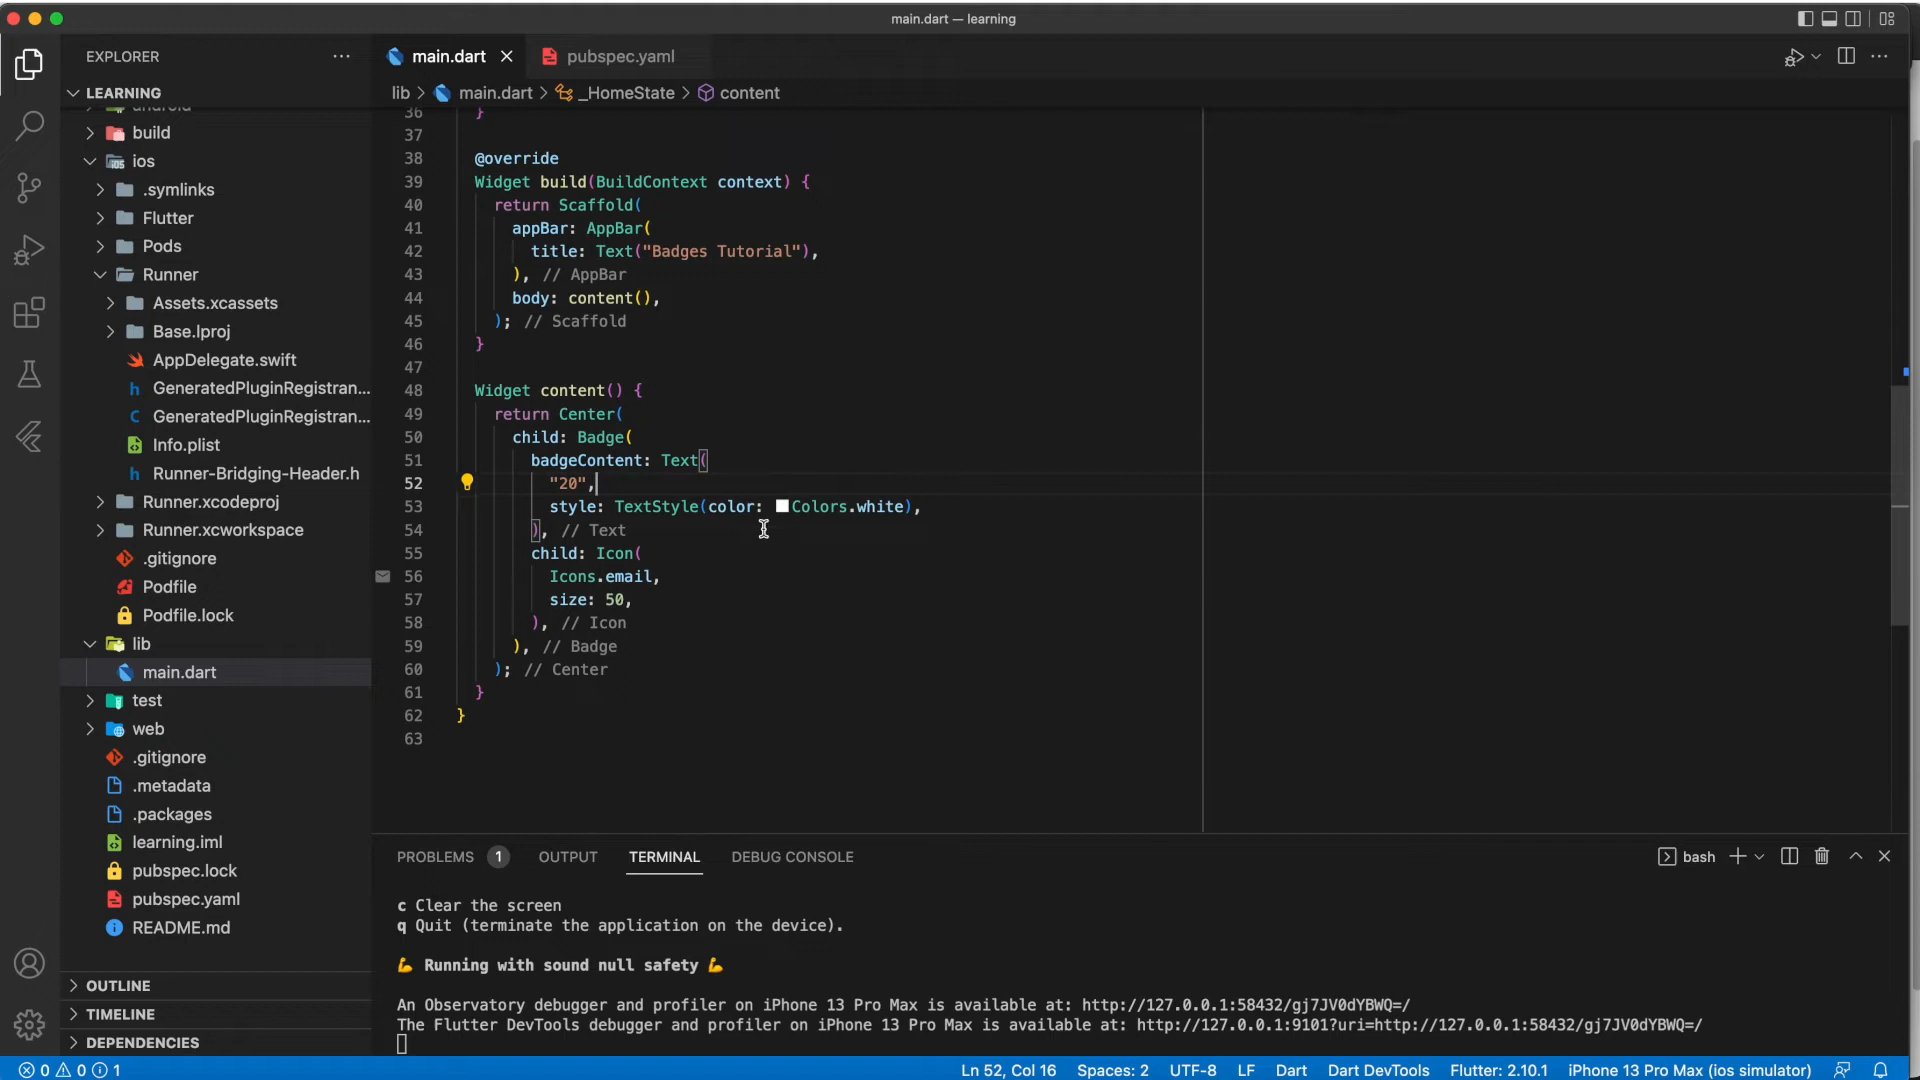 main.dart — learning
EXPLORER
main.dart
pubspec.yaml
LEARNING
lib > main.dart > _HomeState > content
android
build
ios
.symlinks
Flutter
Pods
Runner
Assets.xcassets
Base.lproj
AppDelegate.swift
GeneratedPluginRegistran...
GeneratedPluginRegistran...
Info.plist
Runner-Bridging-Header.h
Runner.xcodeproj
Runner.xcworkspace
.gitignore
Podfile
Podfile.lock
lib
main.dart
test
web
.gitignore
.metadata
.packages
learning.iml
pubspec.lock
pubspec.yaml
README.md
OUTLINE
TIMELINE
DEPENDENCIES
36 }
37
38 @override
39 Widget build(BuildContext context) {
40 return Scaffold(
41 appBar: AppBar(
42 title: Text("Badges Tutorial"),
43 ), // AppBar
44 body: content(),
45 ); // Scaffold
46 }
47
48 Widget content() {
49 return Center(
50 child: Badge(
51 badgeContent: Text(
52 "20",
53 style: TextStyle(color: Colors.white),
54 ), // Text
55 child: Icon(
56 Icons.email,
57 size: 50,
58 ), // Icon
59 ), // Badge
60 ); // Center
61 }
62 }
63
PROBLEMS 1 OUTPUT TERMINAL DEBUG CONSOLE
bash
c Clear the screen
q Quit (terminate the application on the device).
💪 Running with sound null safety 💪
An Observatory debugger and profiler on iPhone 13 Pro Max is available at: http://127.0.0.1:58432/gj7JV0dYBWQ=/
The Flutter DevTools debugger and profiler on iPhone 13 Pro Max is available at: http://127.0.0.1:9101?uri=http://127.0.0.1:58432/gj7JV0dYBWQ=/
0 0 1
Ln 52, Col 16 Spaces: 2 UTF-8 LF Dart Dart DevTools Flutter: 2.10.1 iPhone 13 Pro Max (ios simulator)